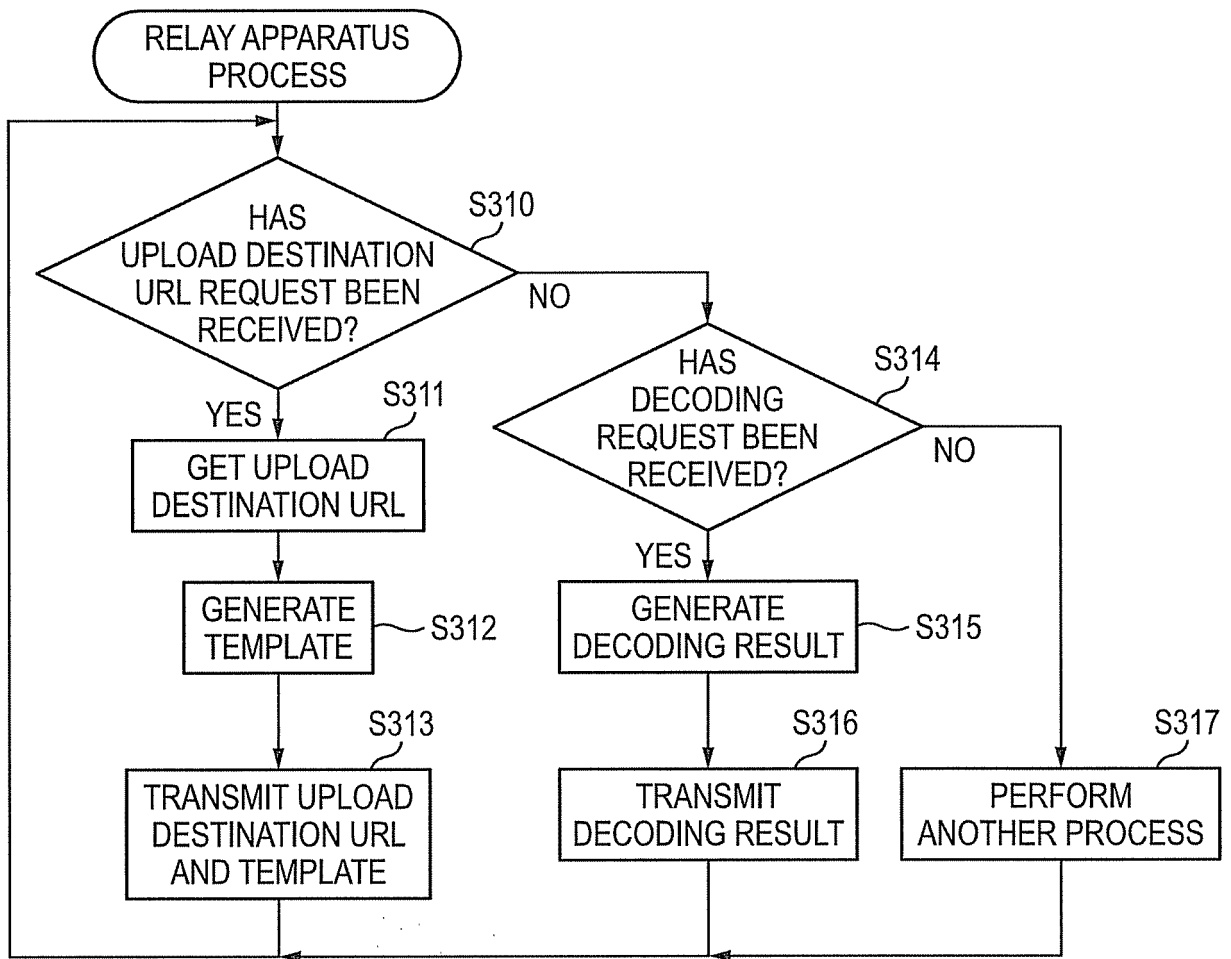 RELAY APPARATUS
PROCESS
HAS
UPLOAD DESTINATION
URL REQUEST BEEN
RECEIVED?
S310
NO
YES
S311
GET UPLOAD
DESTINATION URL
GENERATE
TEMPLATE
S312
S313
TRANSMIT UPLOAD
DESTINATION URL
AND TEMPLATE
HAS
DECODING
REQUEST BEEN
RECEIVED?
S314
NO
YES
GENERATE
DECODING RESULT
S315
S316
TRANSMIT
DECODING RESULT
S317
PERFORM
ANOTHER PROCESS